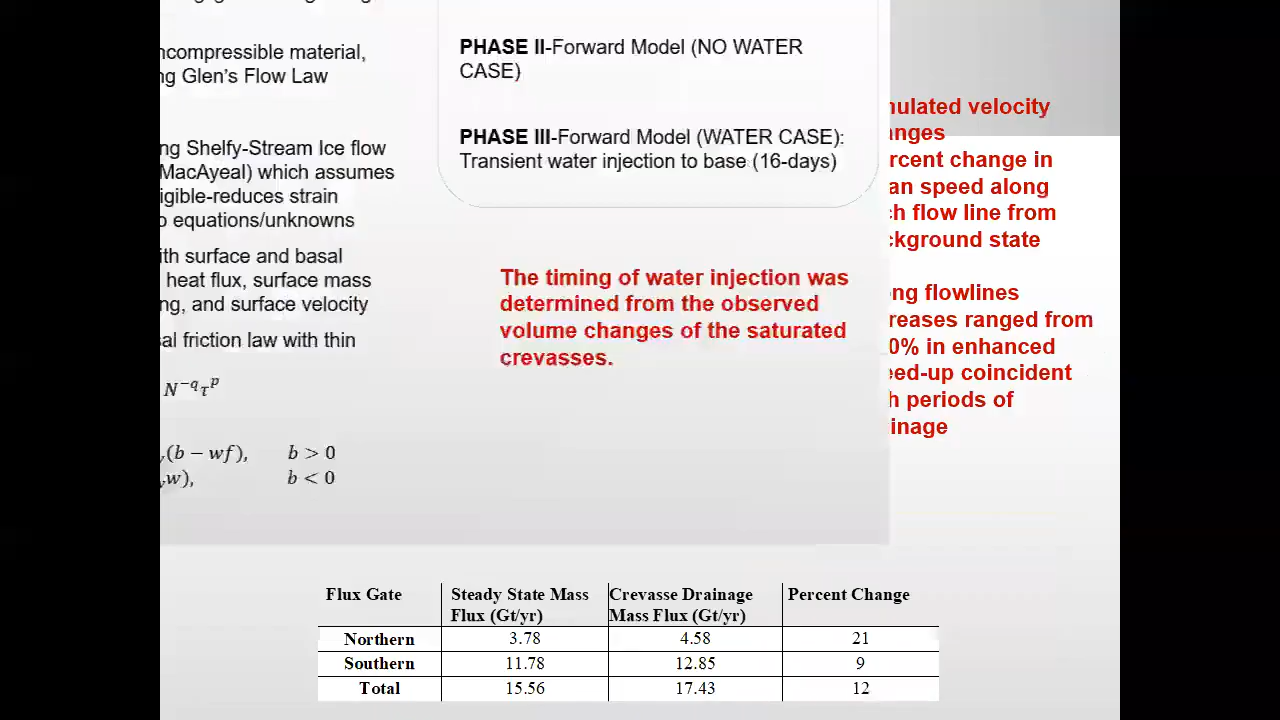 ncompressible material,
ng Glen's Flow Law
ng Shelfy-Stream Ice flow
MacAyeal) which assumes
igible-reduces strain
o equations/unknowns
ith surface and basal
heat flux, surface mass
ng, and surface velocity
al friction law with thin
N^{-q}τ^p
(b − wf),   b > 0
w),   b < 0
PHASE II-Forward Model (NO WATER
CASE)
PHASE III-Forward Model (WATER CASE):
Transient water injection to base (16-days)
The timing of water injection was
determined from the observed
volume changes of the saturated
crevasses.
ulated velocity
anges
rcent change in
an speed along
ch flow line from
ckground state
ng flowlines
reases ranged from
0% in enhanced
eed-up coincident
h periods of
inage
Flux Gate Steady State Mass Flux (Gt/yr) Crevasse Drainage Mass Flux (Gt/yr) Percent Change
Northern 3.78 4.58 21
Southern 11.78 12.85 9
Total 15.56 17.43 12